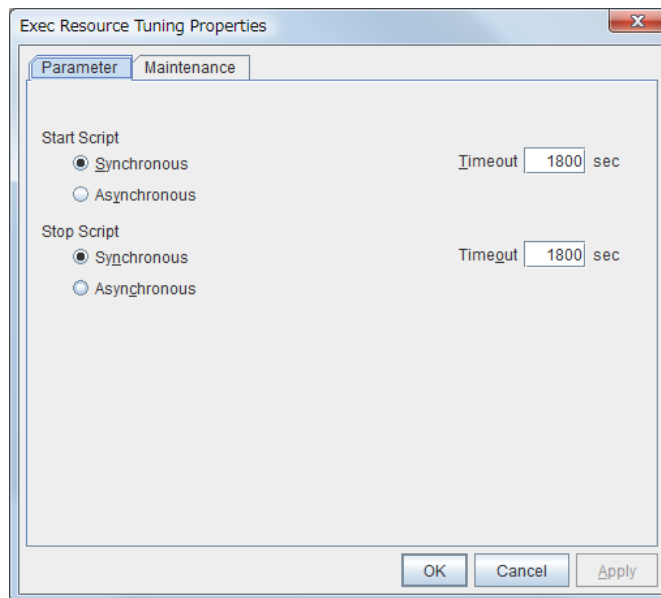 Exec Resource Tuning Properties
Parameter Maintenance
Start Script
Synchronous Timeout 1800 sec
Asynchronous
Stop Script
Synchronous Timeout 1800 sec
Asynchronous
OK Cancel Apply